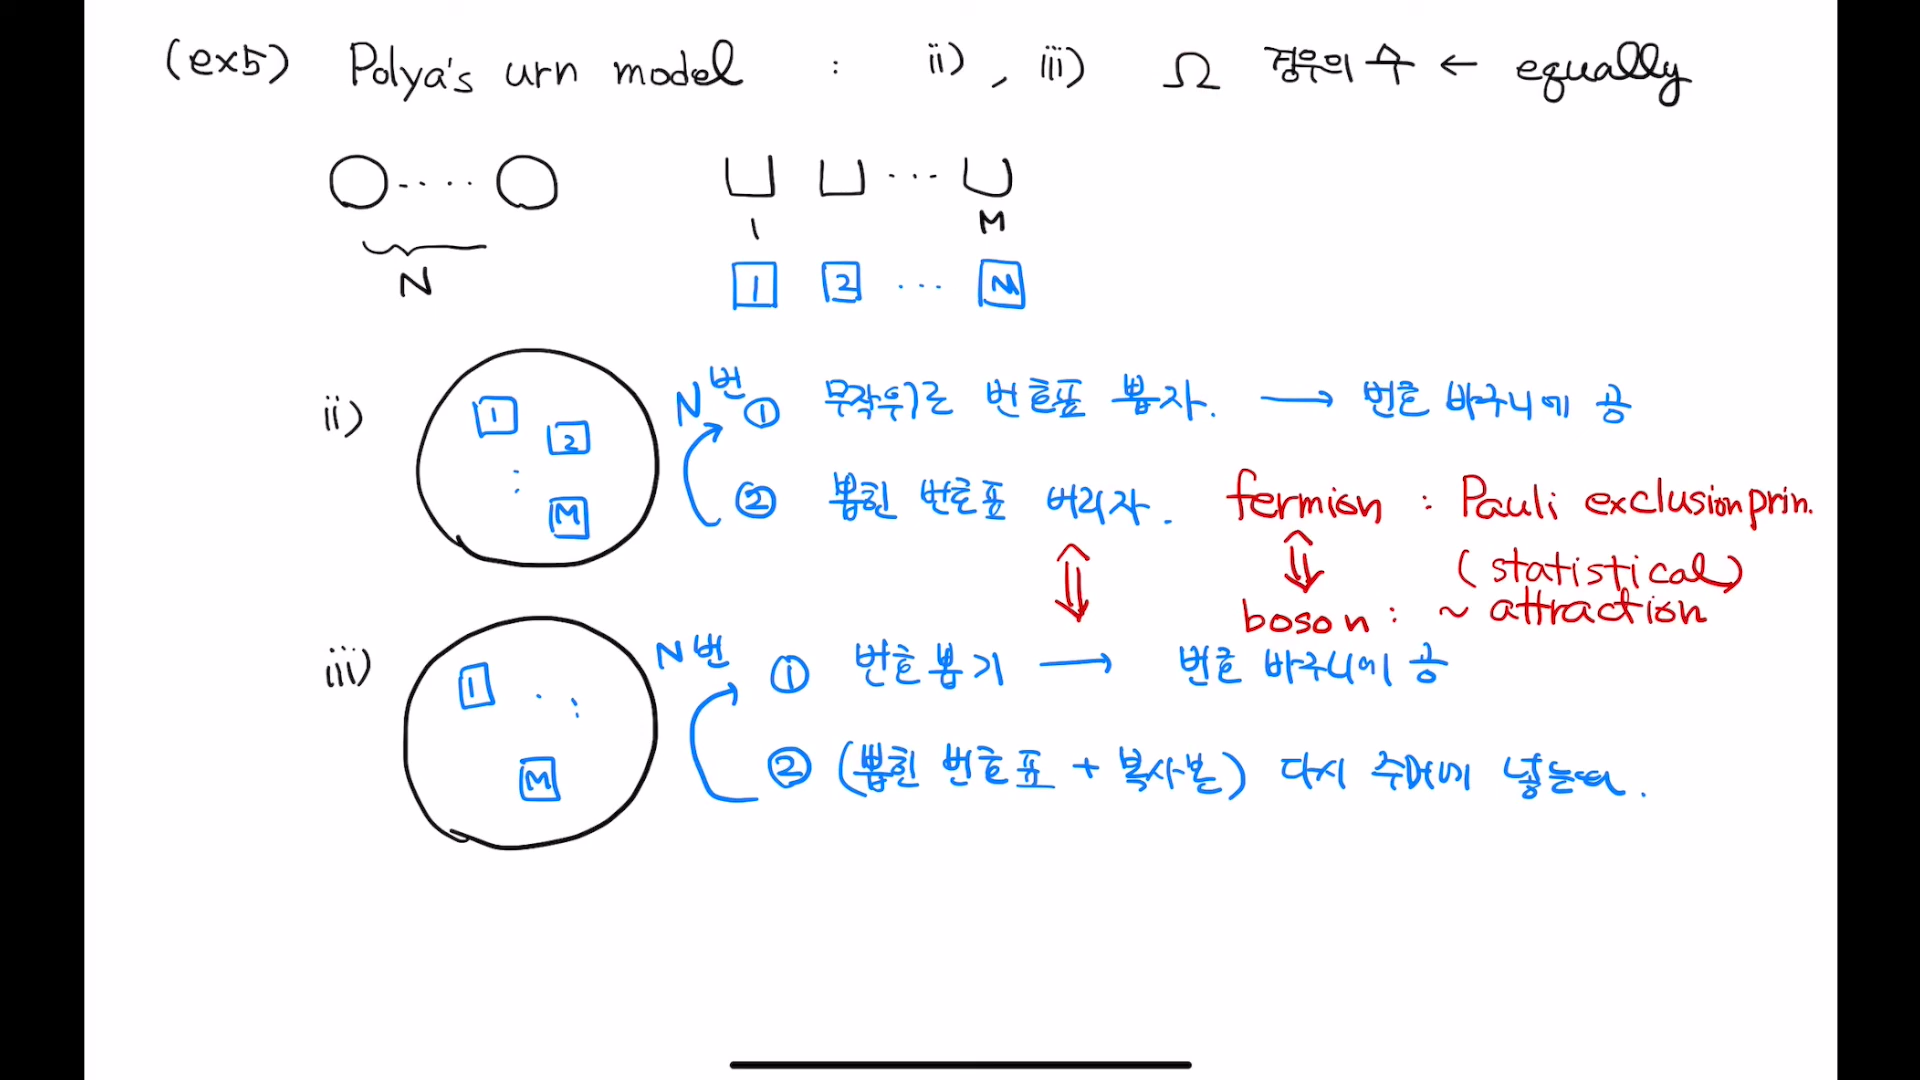 (ex5) Polya's urn model : ii), iii) Ω 경우의 수 ← equally
N
1 M
1 2 ... M
ii) 1 2 : M N번 ① 무작위로 번호표 뽑자. → 번호 바구니에 공
② 뽑힌 번호표 버리자. fermion : Pauli exclusion prin.
(statistical)
boson : ~ attraction
iii) 1 M N번 ① 번호 뽑기 → 번호 바구니에 공
② (뽑힌 번호표 + 복사본) 다시 주머니에 넣는다.